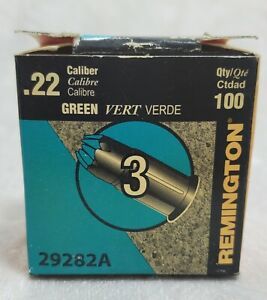 .22 Caliber
Calibre
Calibre
Qty/Qté
Ctdad
100
GREEN VERT VERDE
3
REMINGTON®
29282A